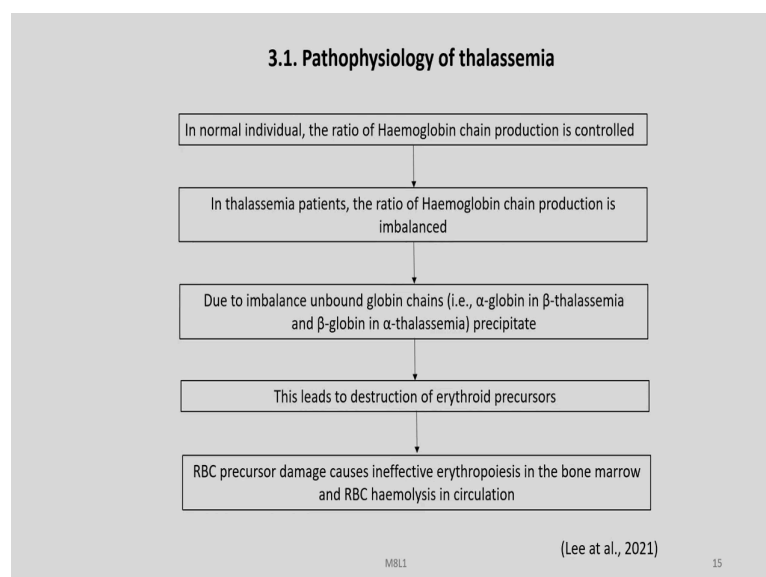 3.1. Pathophysiology of thalassemia
In normal individual, the ratio of Haemoglobin chain production is controlled
In thalassemia patients, the ratio of Haemoglobin chain production is
imbalanced
Due to imbalance unbound globin chains (i.e., α-globin in β-thalassemia
and β-globin in α-thalassemia) precipitate
This leads to destruction of erythroid precursors
RBC precursor damage causes ineffective erythropoiesis in the bone marrow
and RBC haemolysis in circulation
(Lee at al., 2021)
M8L1
15